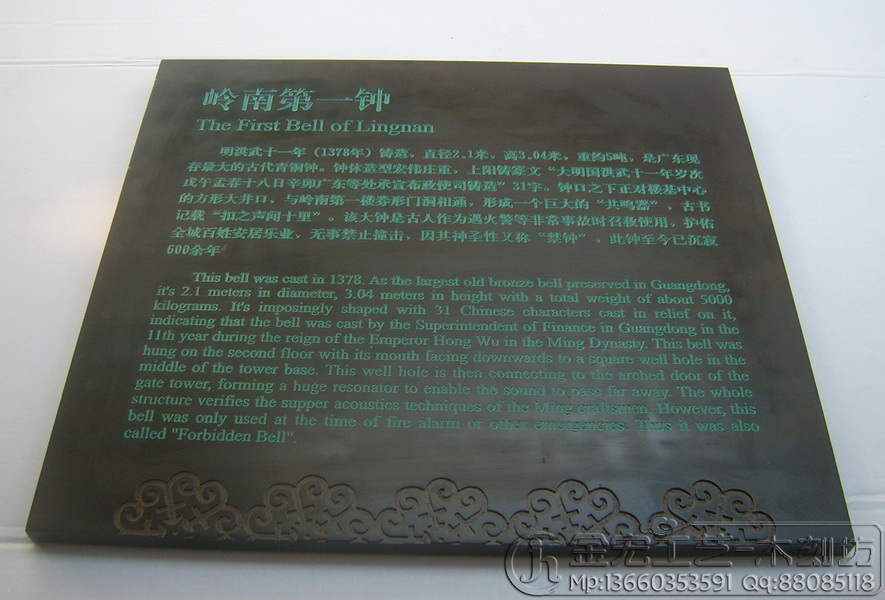 岭南第一钟
The First Bell of Lingnan
明洪武十一年（1378年）铸造，直径2.1米，高3.04米，重约5吨，是广东现
存最大的古代青铜钟。钟体造型宏伟庄重，上阳铸篆文“大明国洪武十一年岁次
戊午孟春十八日辛卯广东等处承宣布政使司铸造”31字。钟口之下正对楼基中心
的方形大井口，与岭南第一楼券形门洞相通，形成一个巨大的“共鸣器”，古书
记载“扣之声闻十里”。该大钟是古人作为遇火警等非常事故时召救使用，护佑
全城百姓安居乐业，无事禁止撞击，因其神圣性又称“禁钟”。此钟至今已沉寂
600余年
This bell was cast in 1378. As the largest old bronze bell preserved in Guangdong,
it's 2.1 meters in diameter, 3.04 meters in height with a total weight of about 5000
kilograms. It's imposingly shaped with 31 Chinese characters cast in relief on it,
indicating that the bell was cast by the Superintendent of Finance in Guangdong in the
11th year during the reign of the Emperor Hong Wu in the Ming Dynasty. This bell was
hung on the second floor with its mouth facing downwards to a square well hole in the
middle of the tower base. This well hole is then connecting to the arched door of the
gate tower, forming a huge resonator to enable the sound to pass far away. The whole
structure verifies the supper acoustics techniques of the Ming craftsmen. However, this
bell was only used at the time of fire alarm or other emergencies. Thus it was also
called "Forbidden Bell".
金宏工艺-木刻坊
Mp:13660353591 QQ:88085118